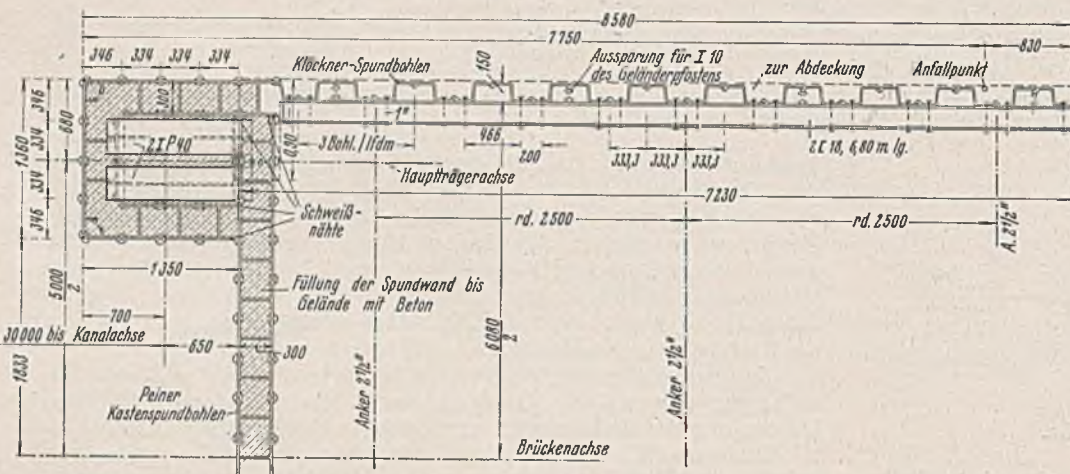 8580
7750
830
346 334 334 334
Klöckner-Spundbohlen
150
Aussparung für I 10
des Geländerpfostens
zur Abdeckung
Anfallpunkt
346
680
1360
334
334
346
300
2 I P 40
1"
3 Bohl./lfdm
466
200
333,3 333,3 333,3
2 C 18, 6,80 m lg.
Hauptträgerachse
7230
Schweiß-
nähte
rd. 2500
rd. 2500
A. 2½"
1350
Füllung der Spundwand bis
Gelände mit Beton
5000
2
700
30000 bis Kanalachse
650
300
6080
2
1833
Anker 2½"
Anker 2½"
Peiner
Kastenspundbohlen
Brückenachse